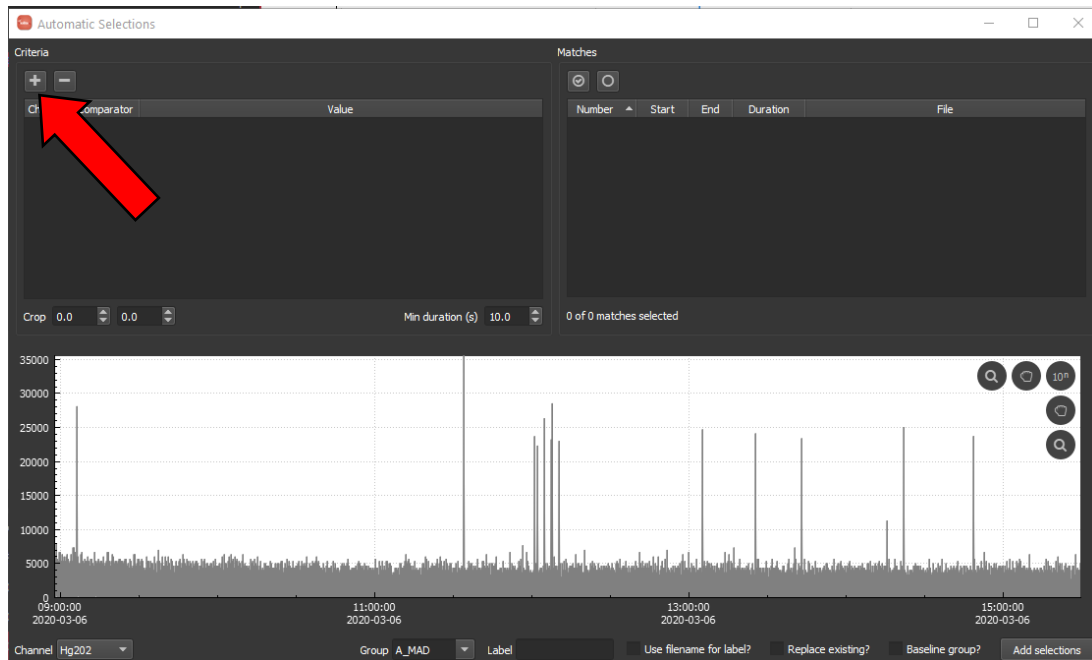 Automatic Selections
Criteria
Matches
Comparator Value
Number Start End Duration File
Crop 0.0 0.0 Min duration (s) 10.0
0 of 0 matches selected
35000
10ⁿ
30000
25000
20000
15000
10000
5000
0
09:00:00 11:00:00 13:00:00 15:00:00
2020-03-06 2020-03-06 2020-03-06 2020-03-06
Channel Hg202 Group A_MAD Label Use filename for label? Replace existing? Baseline group? Add selections